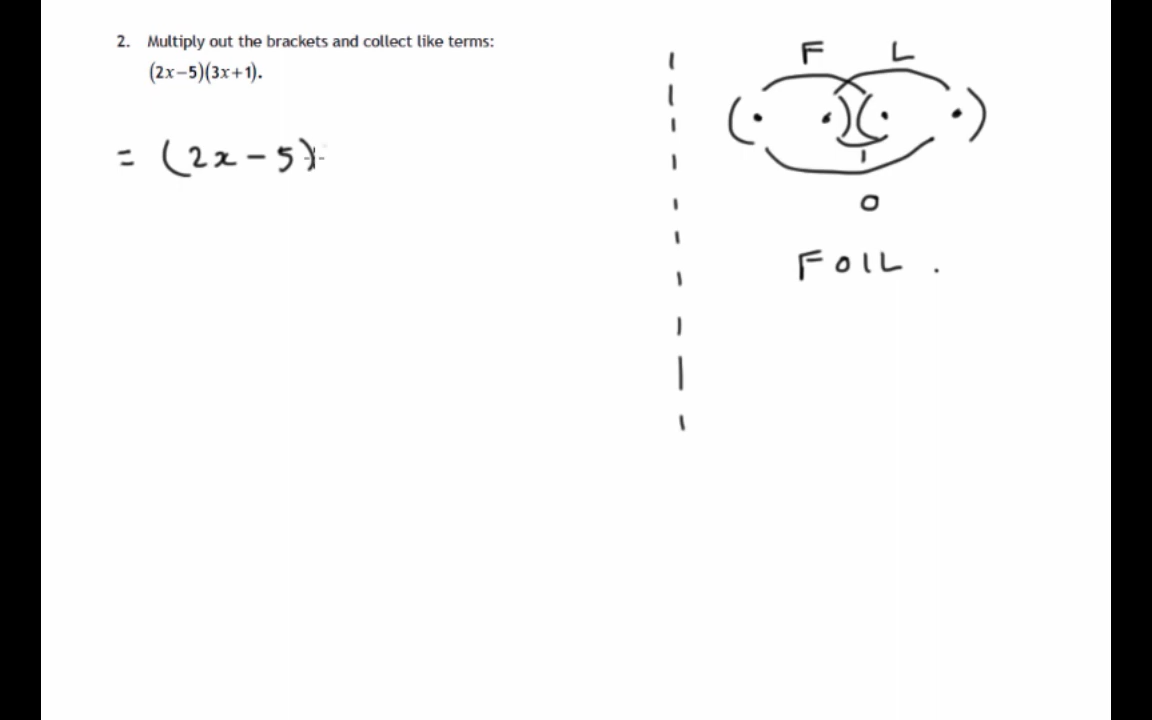 2. Multiply out the brackets and collect like terms:
(2x−5)(3x+1).
= (2x − 5)
F L
( )( )
I
O
FOIL.